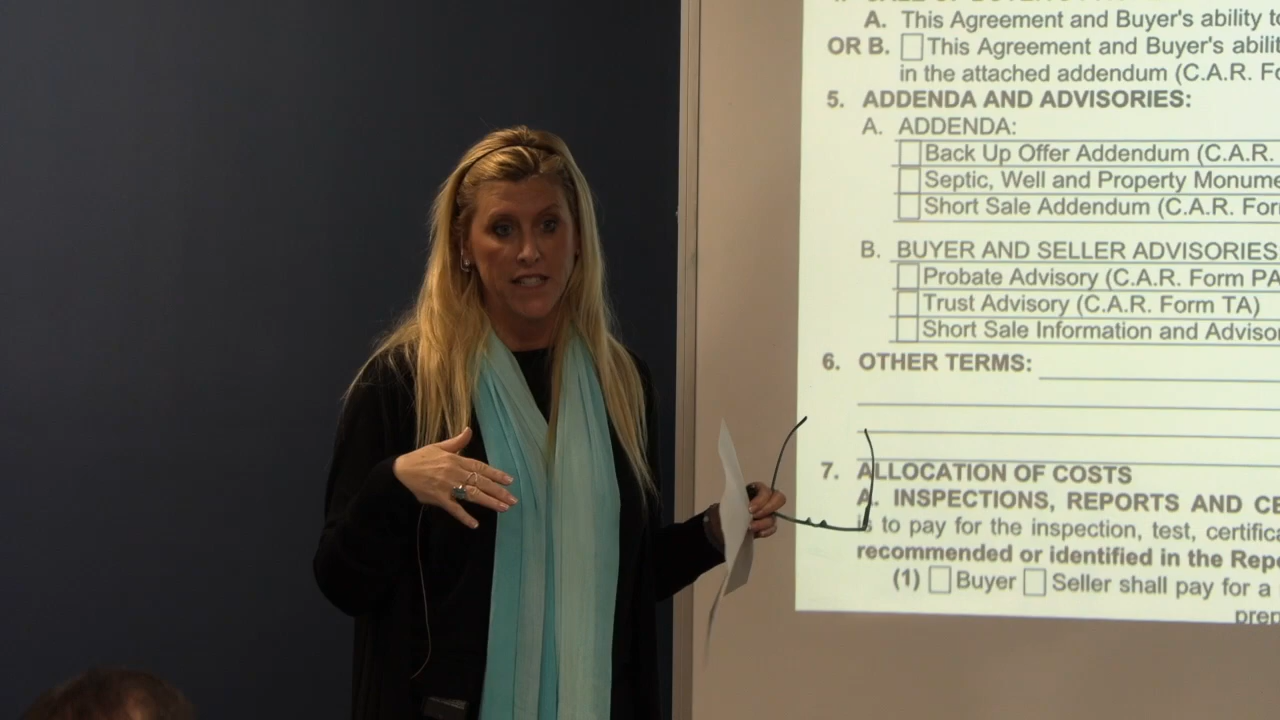 A. This Agreement and Buyer's ability to
OR B. This Agreement and Buyer's abilit
in the attached addendum (C.A.R. Fo
5. ADDENDA AND ADVISORIES:
A. ADDENDA:
Back Up Offer Addendum (C.A.R.
Septic, Well and Property Monume
Short Sale Addendum (C.A.R. For
B. BUYER AND SELLER ADVISORIES
Probate Advisory (C.A.R. Form PA
Trust Advisory (C.A.R. Form TA)
Short Sale Information and Adviso
6. OTHER TERMS:
7. ALLOCATION OF COSTS
A. INSPECTIONS, REPORTS AND CE
is to pay for the inspection, test, certifica
recommended or identified in the Repo
(1) Buyer Seller shall pay for a
prep